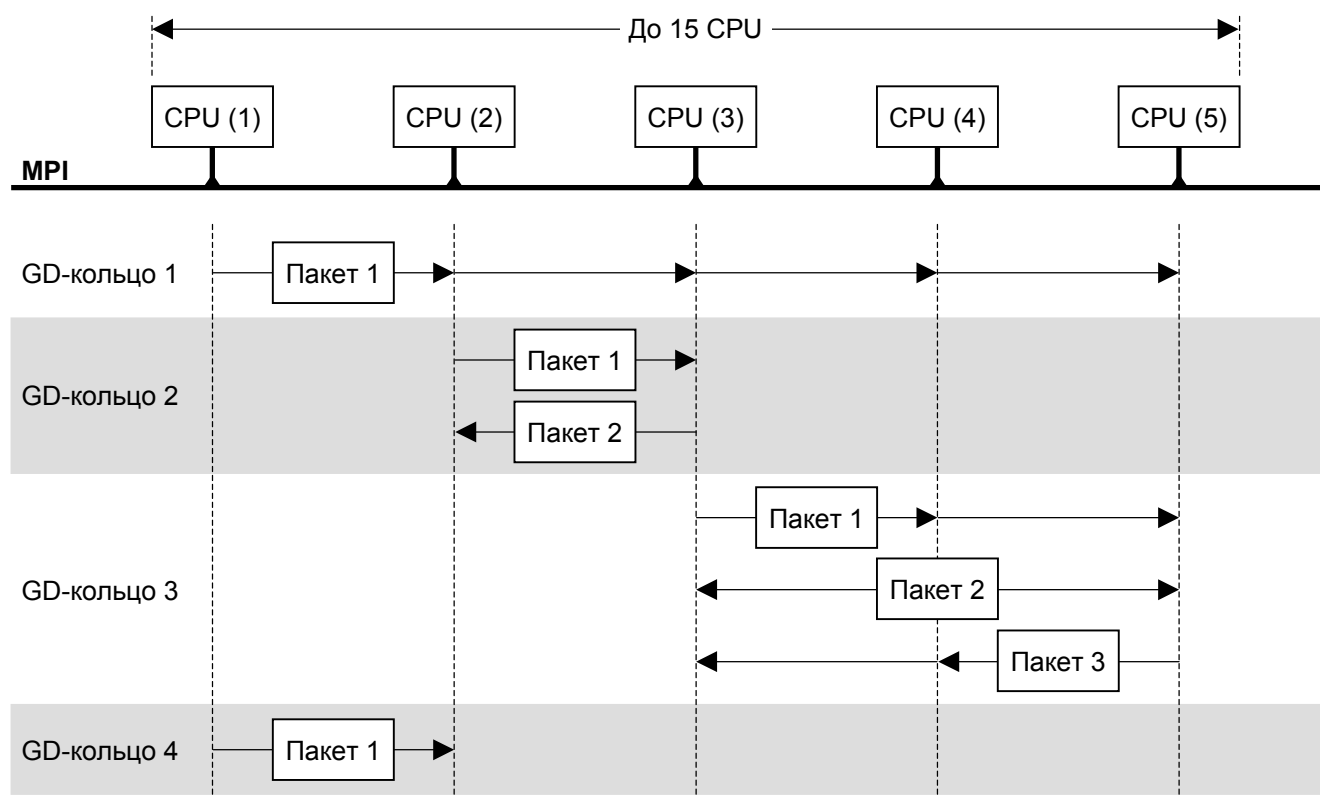 До 15 CPU
CPU (1) CPU (2) CPU (3) CPU (4) CPU (5)
MPI
GD-кольцо 1 Пакет 1
GD-кольцо 2
Пакет 1
Пакет 2
GD-кольцо 3
Пакет 1
Пакет 2
Пакет 3
GD-кольцо 4 Пакет 1